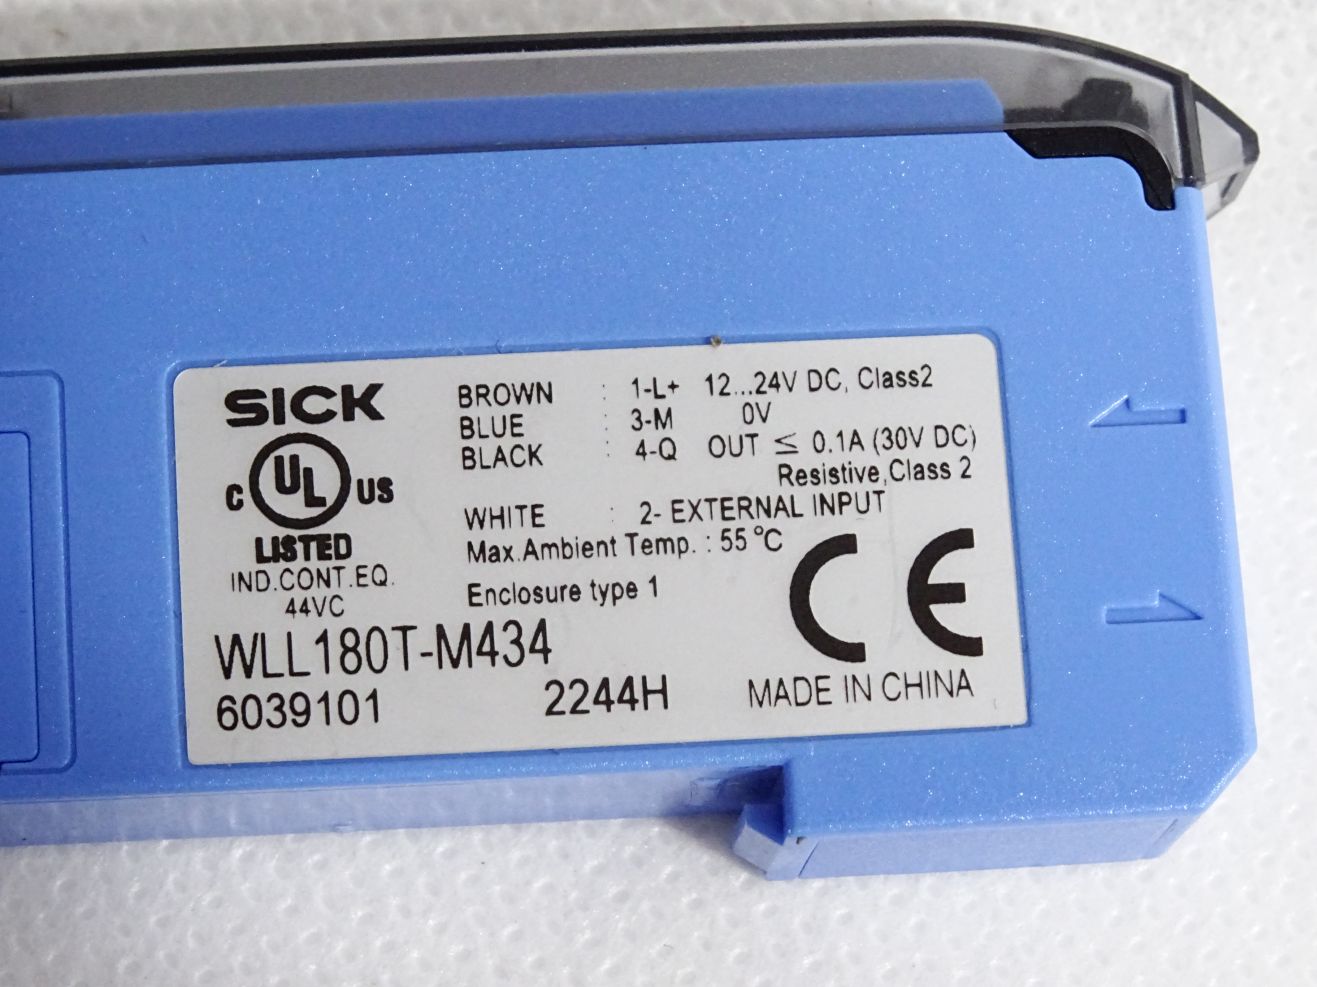 SICK
C UL US
LISTED
IND.CONT.EQ.
44VC
BROWN : 1-L+ 12...24V DC, Class2
BLUE : 3-M 0V
BLACK : 4-Q OUT ≤ 0.1A (30V DC)
Resistive,Class 2
WHITE : 2- EXTERNAL INPUT
Max.Ambient Temp. : 55°C
Enclosure type 1
CE
WLL180T-M434
6039101 2244H MADE IN CHINA